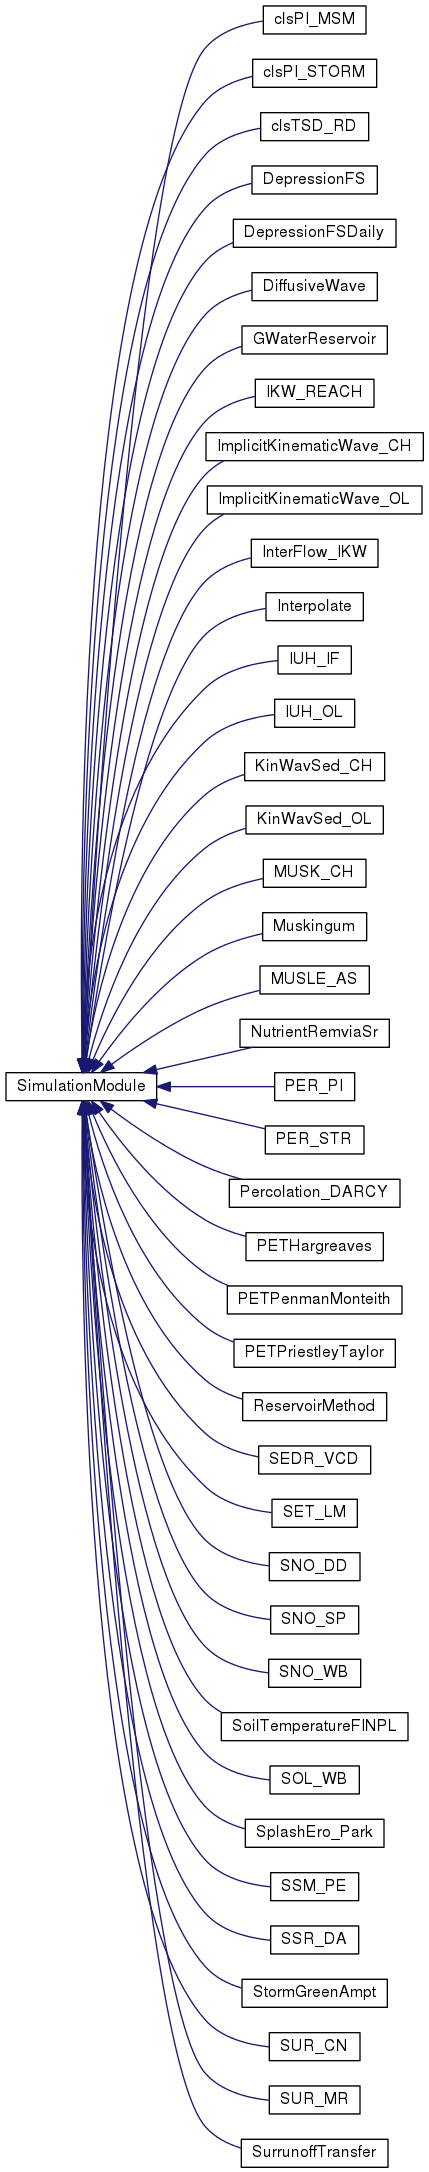 clsPI_MSM
clsPI_STORM
clsTSD_RD
DepressionFS
DepressionFSDaily
DiffusiveWave
GWaterReservoir
IKW_REACH
ImplicitKinematicWave_CH
ImplicitKinematicWave_OL
InterFlow_IKW
Interpolate
IUH_IF
IUH_OL
KinWavSed_CH
KinWavSed_OL
MUSK_CH
Muskingum
MUSLE_AS
NutrientRemviaSr
SimulationModule
PER_PI
PER_STR
Percolation_DARCY
PETHargreaves
PETPenmanMonteith
PETPriestleyTaylor
ReservoirMethod
SEDR_VCD
SET_LM
SNO_DD
SNO_SP
SNO_WB
SoilTemperatureFINPL
SOL_WB
SplashEro_Park
SSM_PE
SSR_DA
StormGreenAmpt
SUR_CN
SUR_MR
SurrunoffTransfer